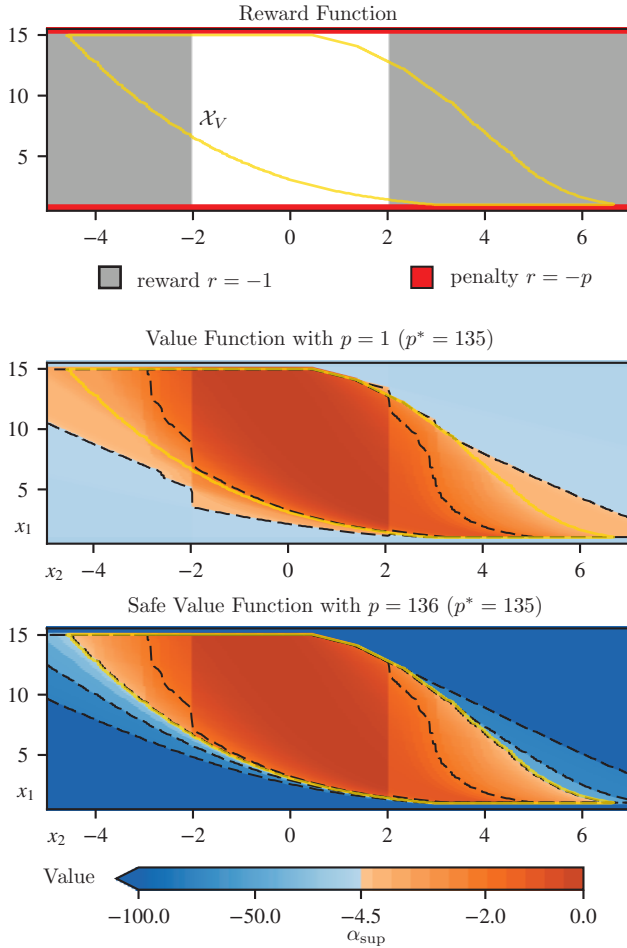 Reward Function
15
10
5
𝒳_V
−4 −2 0 2 4 6
reward r = −1 penalty r = −p
Value Function with p = 1 (p* = 135)
15
10
5
x₁
x₂ −4 −2 0 2 4 6
Safe Value Function with p = 136 (p* = 135)
15
10
5
x₁
x₂ −4 −2 0 2 4 6
Value
−100.0 −50.0 −4.5 −2.0 0.0
α_sup